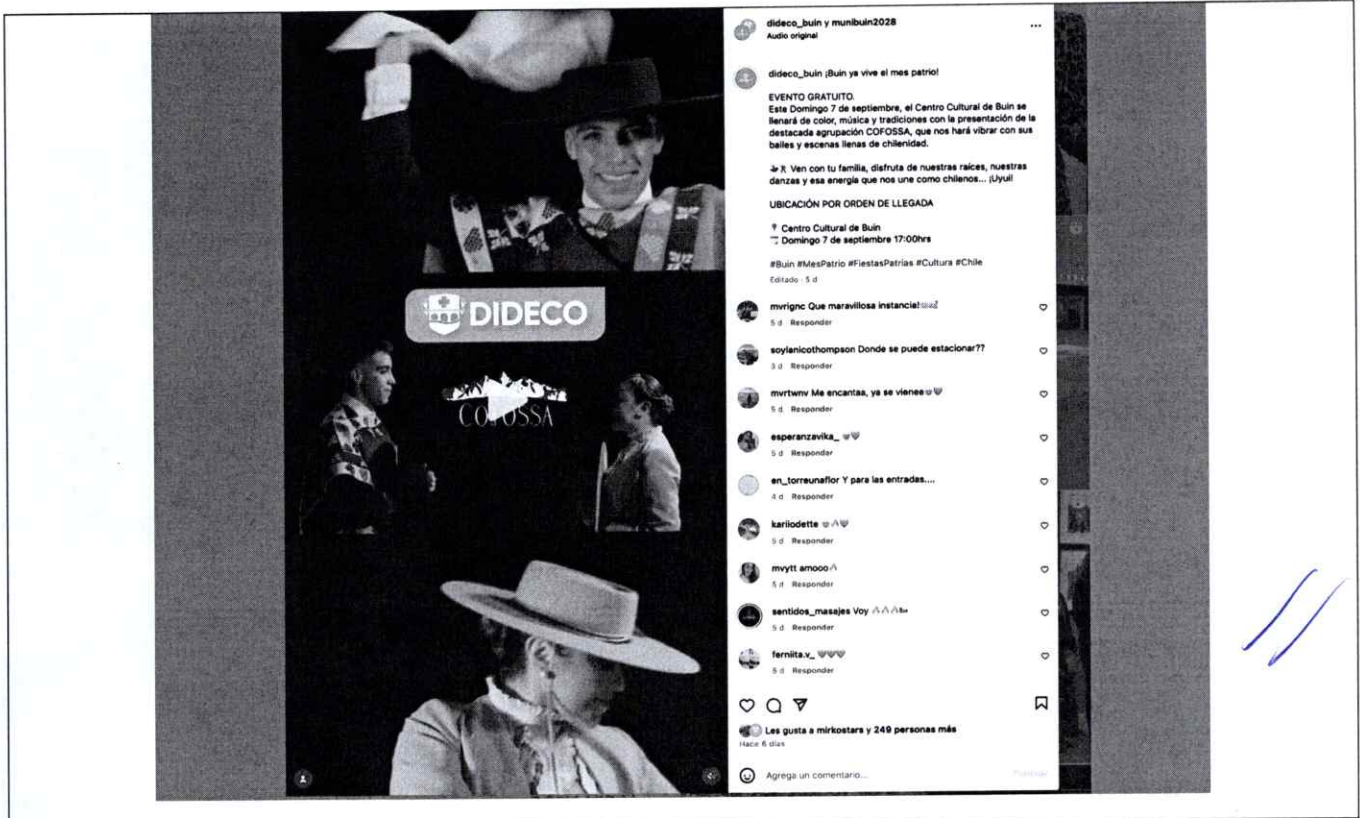 dideco_buin y munibuin2028
Audio original
dideco_buin ¡Buin ya vive el mes patrio!
EVENTO GRATUITO.
Este Domingo 7 de septiembre, el Centro Cultural de Buin se
llenará de color, música y tradiciones con la presentación de la
destacada agrupación COFOSSA, que nos hará vibrar con sus
bailes y escenas llenas de chilenidad.
Ven con tu familia, disfruta de nuestras raíces, nuestras
danzas y esa energía que nos une como chilenos... ¡Uyui!
UBICACIÓN POR ORDEN DE LLEGADA
Centro Cultural de Buin
Domingo 7 de septiembre 17:00hrs
#Buin #MesPatrio #FiestasPatrias #Cultura #Chile
Editado · 5 d
DIDECO
COFOSSA
mvrignc Que maravillosa instancia!
5 d Responder
soylanicothompson Donde se puede estacionar??
3 d Responder
mvrtwnv Me encantaa, ya se vienee
5 d Responder
esperanzavika_
5 d Responder
en_torreunaflor Y para las entradas....
4 d Responder
kariiodette
5 d Responder
mvytt amooo
5 d Responder
sentidos_masajes Voy
5 d Responder
ferniita.v_
5 d Responder
Les gusta a mirkostars y 249 personas más
Hace 6 días
Agrega un comentario...